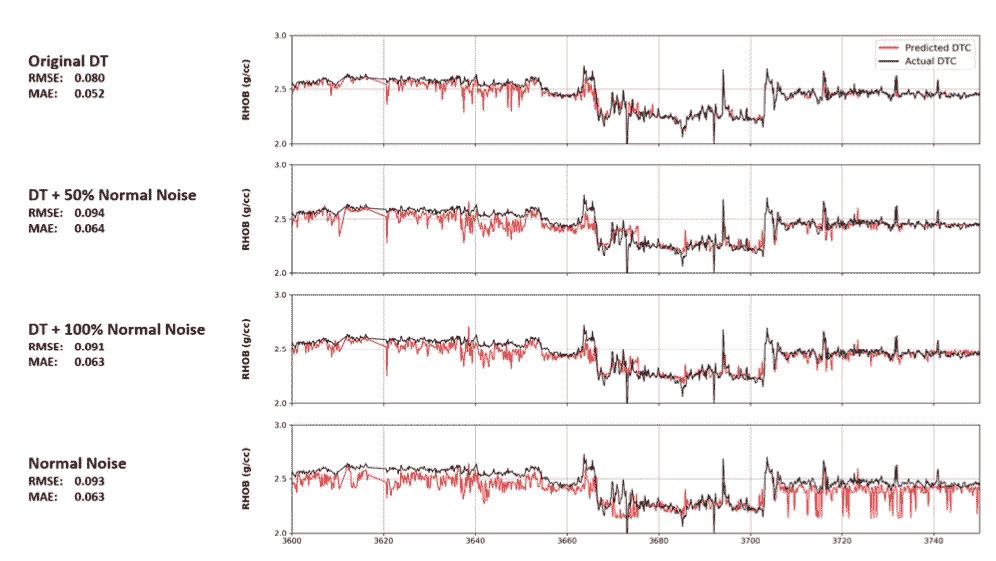 Original DT
RMSE: 0.080
MAE: 0.052
RHOB (g/cc)
3.0
2.5
2.0
Predicted DTC
Actual DTC
DT + 50% Normal Noise
RMSE: 0.094
MAE: 0.064
RHOB (g/cc)
3.0
2.5
2.0
DT + 100% Normal Noise
RMSE: 0.091
MAE: 0.063
RHOB (g/cc)
3.0
2.5
2.0
Normal Noise
RMSE: 0.093
MAE: 0.063
RHOB (g/cc)
3.0
2.5
2.0
3600 3620 3640 3660 3680 3700 3720 3740